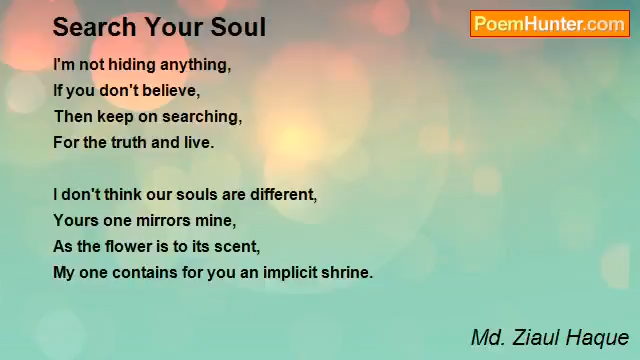 Search Your Soul
PoemHunter.com
I'm not hiding anything,
If you don't believe,
Then keep on searching,
For the truth and live.
I don't think our souls are different,
Yours one mirrors mine,
As the flower is to its scent,
My one contains for you an implicit shrine.
Md. Ziaul Haque